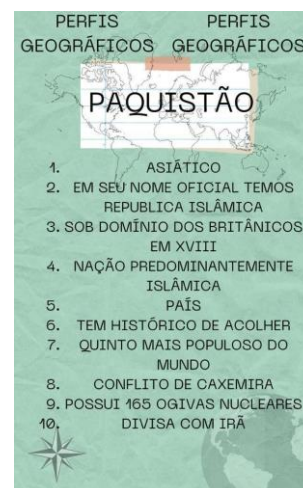 PERFIS PERFIS
GEOGRÁFICOS GEOGRÁFICOS
PAQUISTÃO
1. ASIÁTICO
2. EM SEU NOME OFICIAL TEMOS
REPUBLICA ISLÂMICA
3. SOB DOMÍNIO DOS BRITÂNICOS
EM XVIII
4. NAÇÃO PREDOMINANTEMENTE
ISLÂMICA
5. PAÍS
6. TEM HISTÓRICO DE ACOLHER
7. QUINTO MAIS POPULOSO DO
MUNDO
8. CONFLITO DE CAXEMIRA
9. POSSUI 165 OGIVAS NUCLEARES
10. DIVISA COM IRÃ